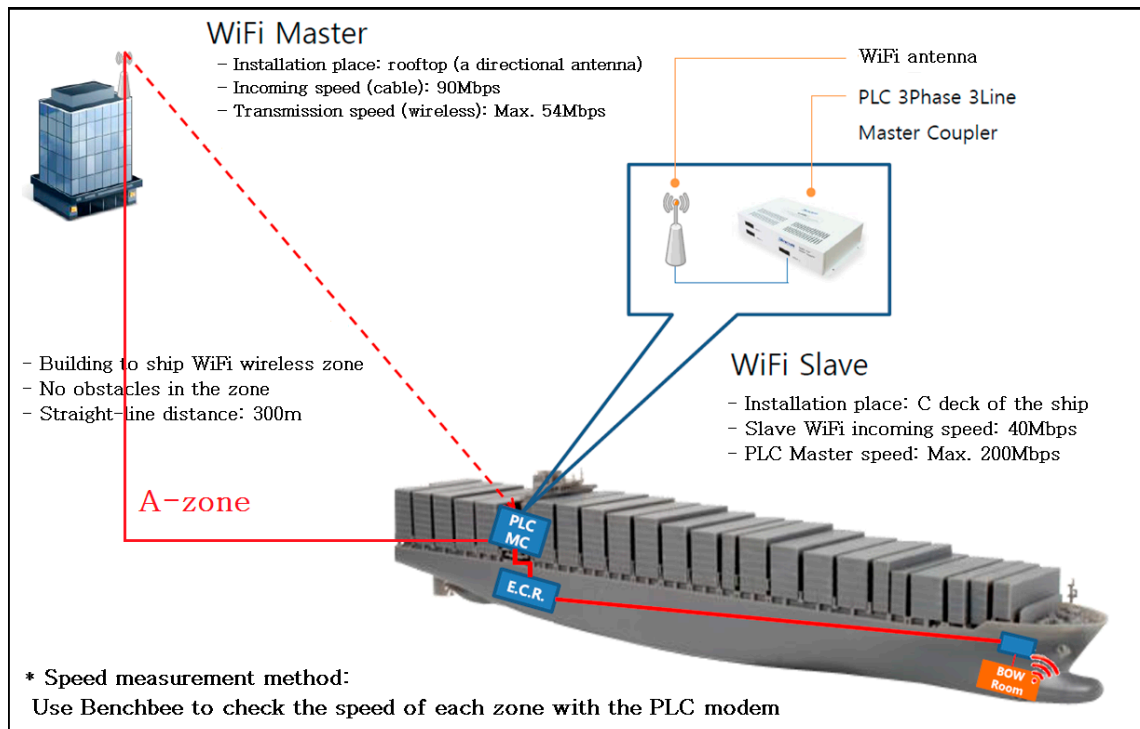 WiFi Master
- Installation place: rooftop (a directional antenna)
- Incoming speed (cable): 90Mbps
- Transmission speed (wireless): Max. 54Mbps
WiFi antenna
PLC 3Phase 3Line
Master Coupler
- Building to ship WiFi wireless zone
- No obstacles in the zone
- Straight-line distance: 300m
WiFi Slave
- Installation place: C deck of the ship
- Slave WiFi incoming speed: 40Mbps
- PLC Master speed: Max. 200Mbps
A-zone
PLC
MC
E.C.R.
BOW
Room
* Speed measurement method:
Use Benchbee to check the speed of each zone with the PLC modem